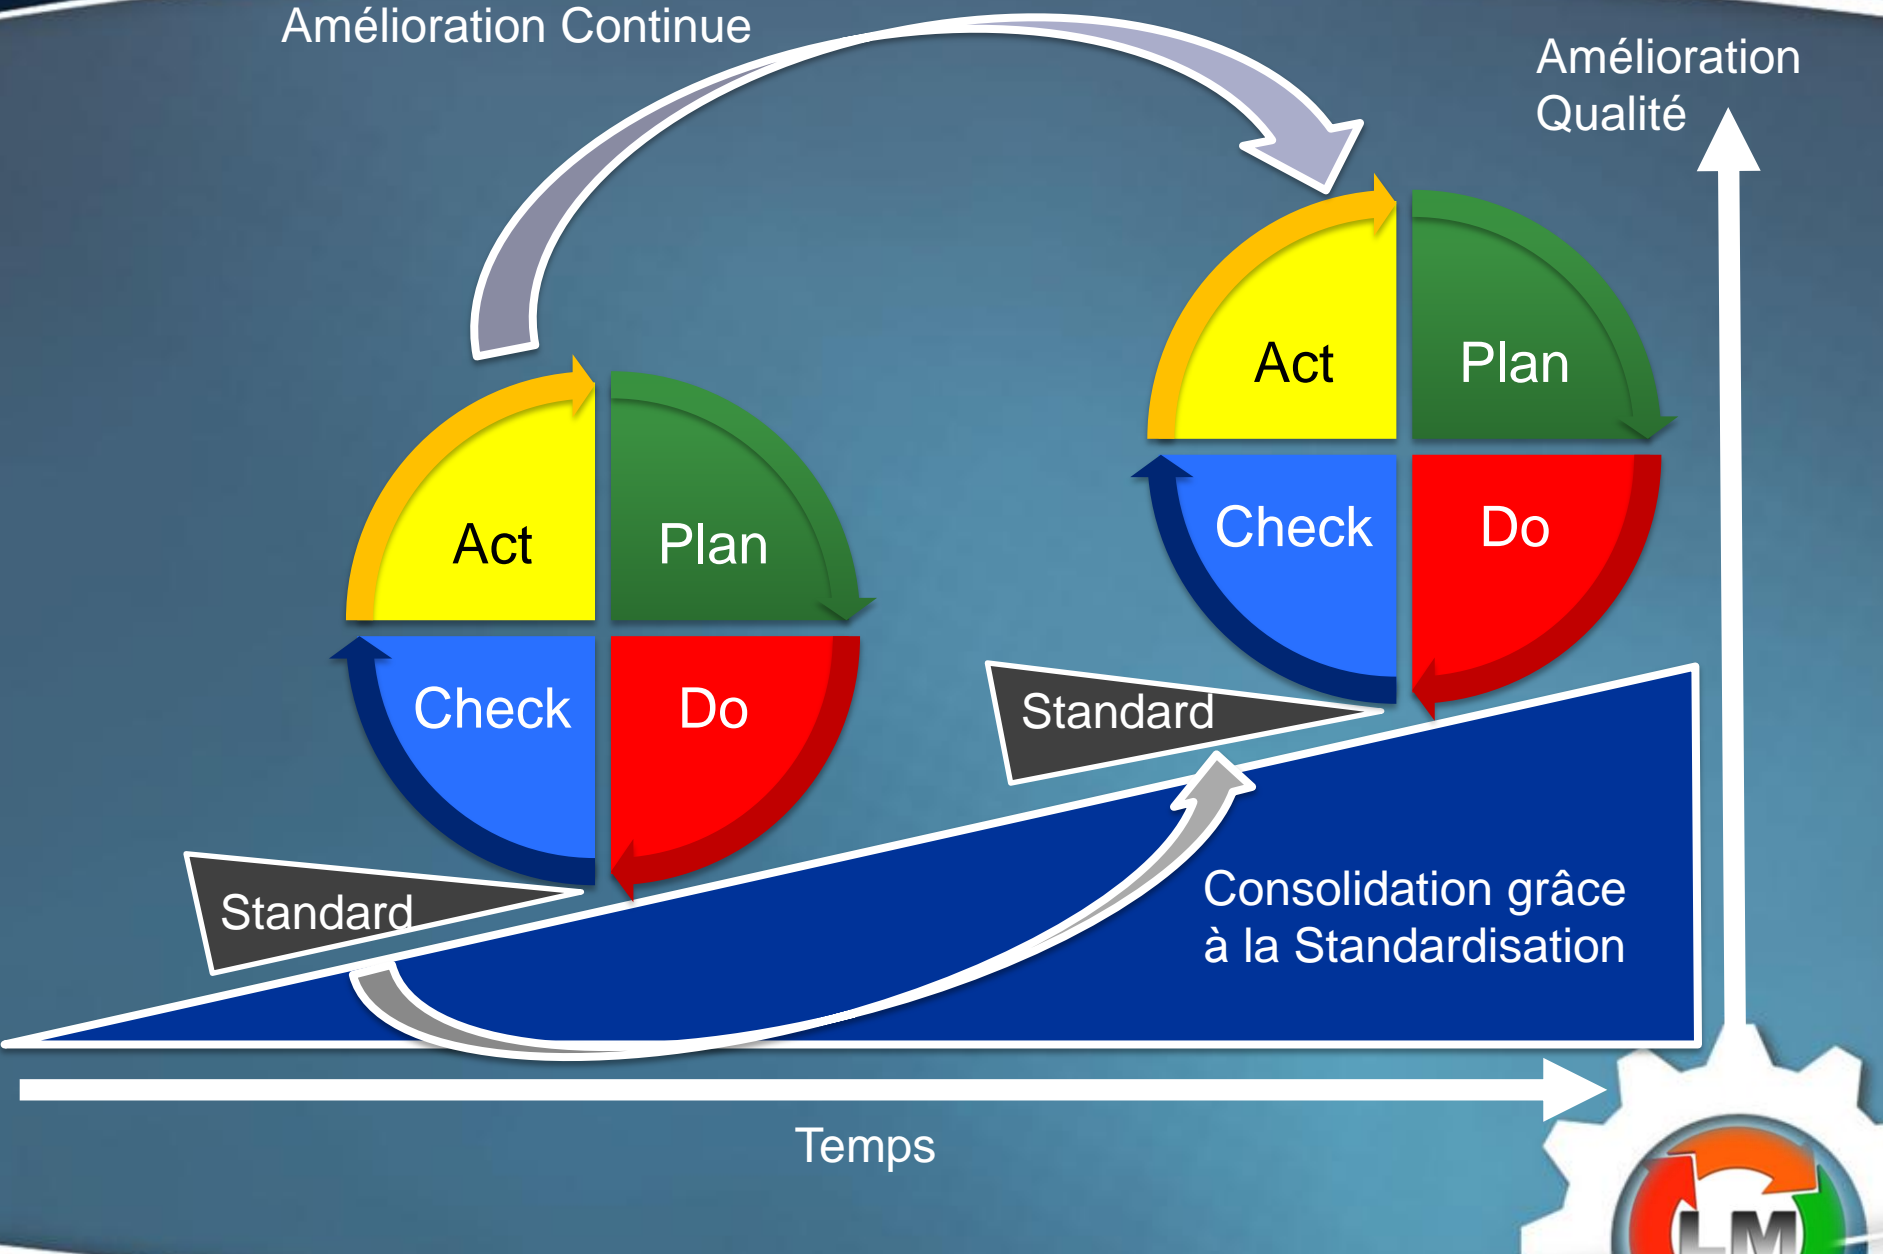 Amélioration Continue
Amélioration
Qualité
Act
Plan
Check
Do
Standard
Act
Plan
Check
Do
Standard
Consolidation grâce
à la Standardisation
Temps
LM